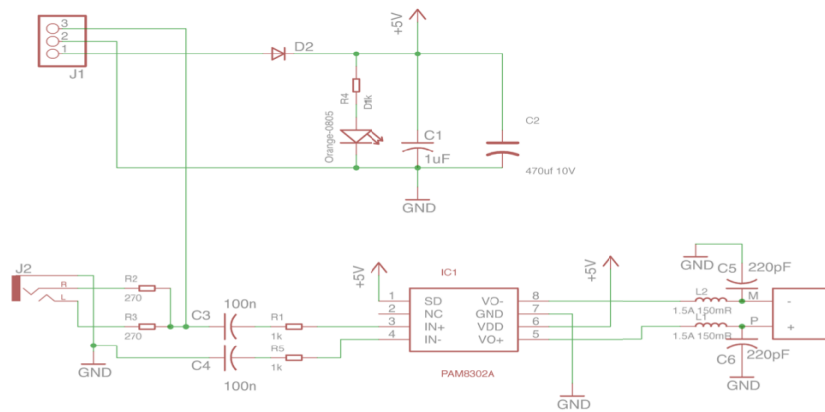 3
2
1
J1
D2
+5V
R4
D1k
Orange-0805
C1
1uF
C2
470uf 10V
GND
J2
R
L
R2
270
R3
270
C3
100n
R1
1k
C4
100n
R5
1k
GND
+5V
IC1
1 SD VO- 8
2 NC GND 7
3 IN+ VDD 6
4 IN- VO+ 5
PAM8302A
+5V
GND
GND
C5
220pF
L2
M
-
1.5A 150mR
L1
P
+
1.5A 150mR
C6
220pF
GND